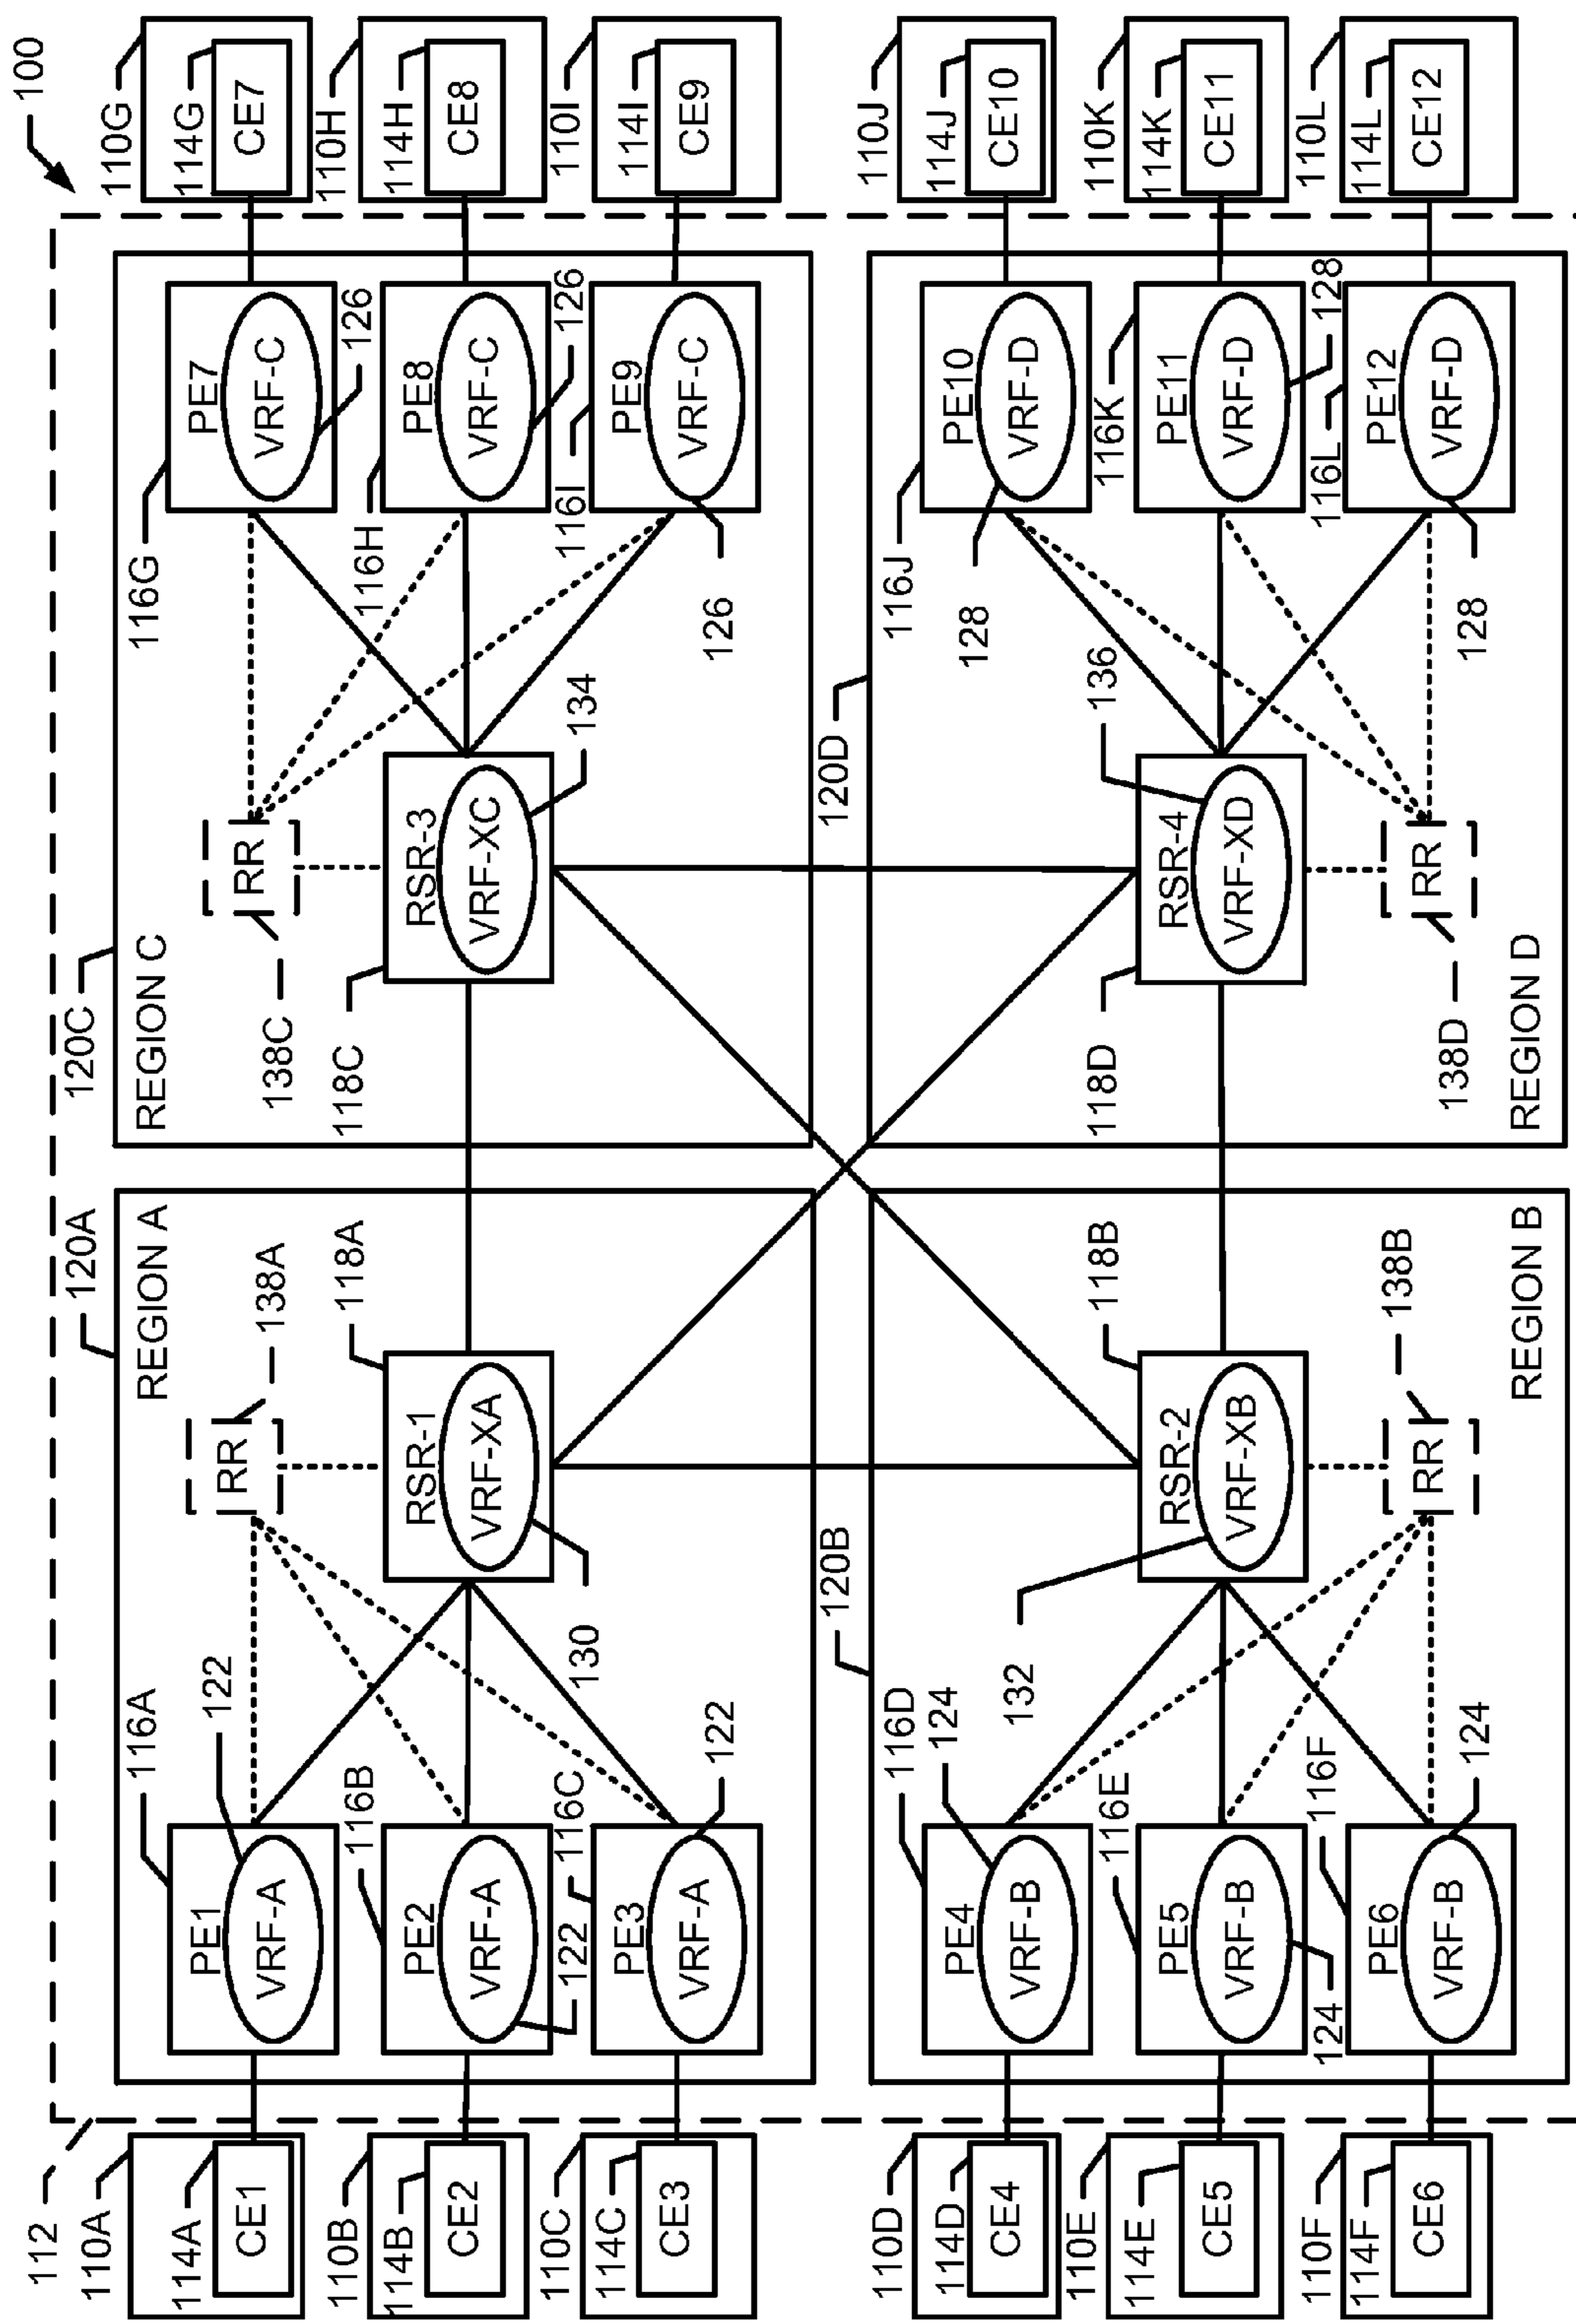 100
112
120A
REGION A
120C
REGION C
110A
114A
CE1
110B
114B
CE2
110C
114C
CE3
116A
122
PE1
VRF-A
116B
PE2
VRF-A
122
116C
PE3
VRF-A
122
138A
RR
118A
RSR-1
VRF-XA
130
138C
RR
118C
RSR-3
VRF-XC
134
116G
PE7
VRF-C
126
116H
PE8
VRF-C
126
116I
PE9
VRF-C
126
110G
114G
CE7
110H
114H
CE8
110I
114I
CE9
110D
114D
CE4
110E
114E
CE5
110F
114F
CE6
120B
116D
124
PE4
VRF-B
116E
PE5
VRF-B
124
116F
PE6
VRF-B
124
132
118B
RSR-2
VRF-XB
138B
RR
REGION B
120D
136
118D
RSR-4
VRF-XD
138D
RR
REGION D
116J
PE10
VRF-D
128
116K
PE11
VRF-D
128
116L
PE12
VRF-D
128
110J
114J
CE10
110K
114K
CE11
110L
114L
CE12